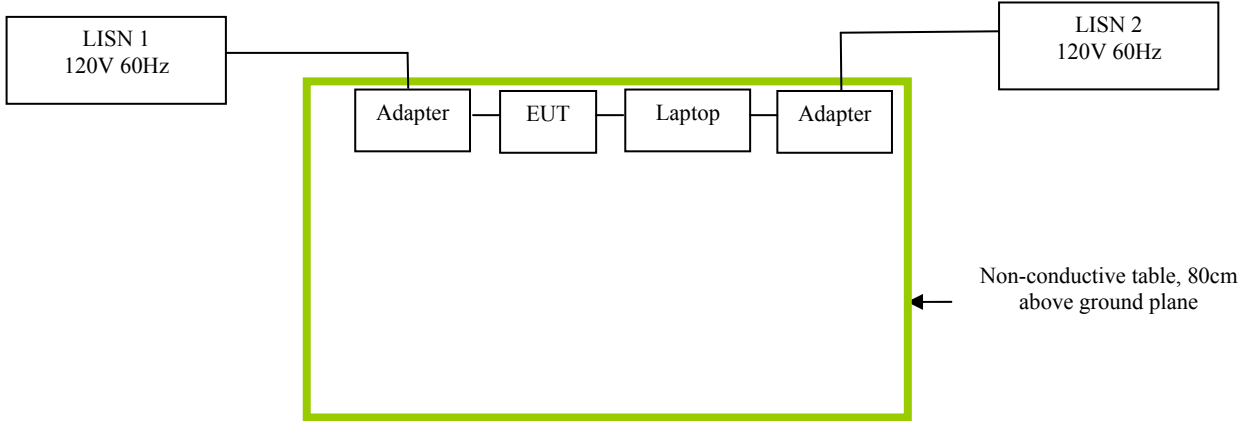 LISN 1
120V 60Hz
LISN 2
120V 60Hz
Adapter
EUT
Laptop
Adapter
Non-conductive table, 80cm
above ground plane